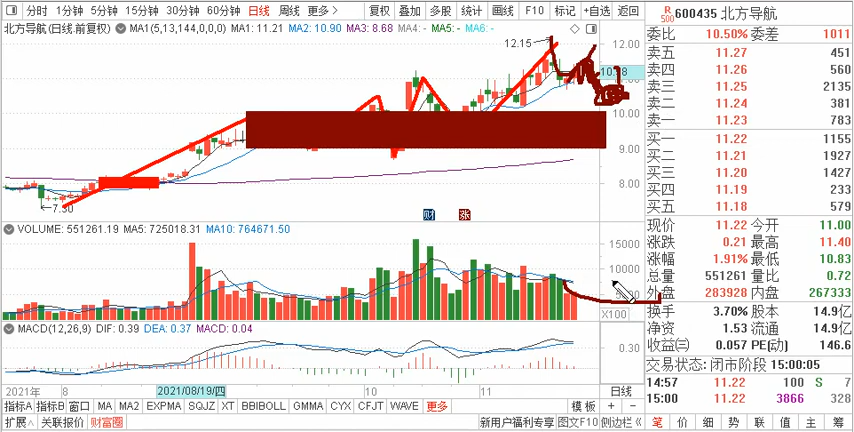 分时 1分钟 5分钟 15分钟 30分钟 60分钟 日线 周线 更多 复权 叠加 多股 统计 画线 F10 标记 +自选 返回
R 500 600435 北方导航
北方导航(日线.前复权) MA1(5,13,144,0,0,0) MA1: 11.21 MA2: 10.90 MA3: 8.68 MA4: - MA5: - MA6: -
委比 10.50% 委差 1011
12.15
12.00
卖五 11.27 451
卖四 11.26 560
卖三 11.25 2135
卖二 11.24 381
卖一 11.23 783
11.00
10.00
9.00
8.00
买一 11.22 1155
买二 11.21 1927
买三 11.20 1427
买四 11.19 233
买五 11.18 579
←7.30
财 涨
现价 11.22 今开 11.00
涨跌 0.21 最高 11.40
涨幅 1.91% 最低 10.83
总量 551261 量比 0.72
外盘 283928 内盘 267333
换手 3.70% 股本 14.9亿
净资 1.53 流通 14.9亿
收益㈢ 0.057 PE(动) 146.6
VOLUME: 551261.19 MA5: 725018.31 MA10: 764671.50
15000
10000
X100
MACD(12,26,9) DIF: 0.39 DEA: 0.37 MACD: 0.04
0.30
交易状态: 闭市阶段 15:00:05
14:57 11.22 100 S 7
15:00 11.22 3866 328
2021年 8 2021/08/19/四 10 11 日线
指标A 指标B 窗口 MA MA2 EXPMA SQJZ XT BBIBOLL GMMA CYX CFJT WAVE 更多 模板 + -
扩展∧ 关联报价 财富圈 新用户福利专享 图文F10 侧边栏《
笔 价 细 势 联 值 主 筹